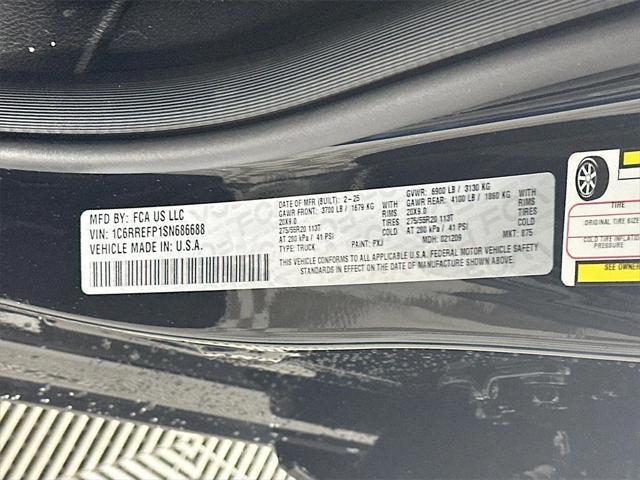 MFD. BY: FCA US LLC
VIN: 1C6RREFP1SN686688
VEHICLE MADE IN: U.S.A.
DATE OF MFR (BUILT): 2-25
GVWR: 6900 LB / 3130 KG
GAWR FRONT: 3700 LB / 1679 KG WITH
GAWR REAR: 4100 LB / 1860 KG WITH
20X9.0 RIMS
20X9.0 RIMS
275/55R20 113T TIRES
275/55R20 113T TIRES
AT 280 kPa / 41 PSI COLD
AT 280 kPa / 41 PSI COLD
TYPE: TRUCK PAINT: PXJ MDH: 021209 MKT: 875
THIS VEHICLE CONFORMS TO ALL APPLICABLE U.S.A. FEDERAL MOTOR VEHICLE SAFETY
STANDARDS IN EFFECT ON THE DATE OF MANUFACTURE SHOWN ABOVE.
TIRE
ORIGINAL TIRE SIZE
COLD TIRE INFLATION
PRESSURE
SEE OWNER